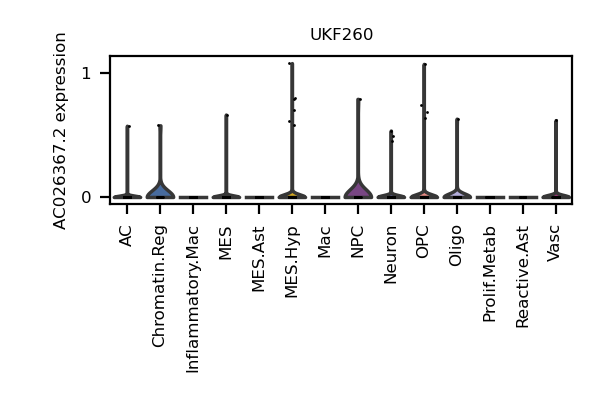 UKF260
AC026367.2 expression
1
0
AC
Chromatin.Reg
Inflammatory.Mac
MES
MES.Ast
MES.Hyp
Mac
NPC
Neuron
OPC
Oligo
Prolif.Metab
Reactive.Ast
Vasc